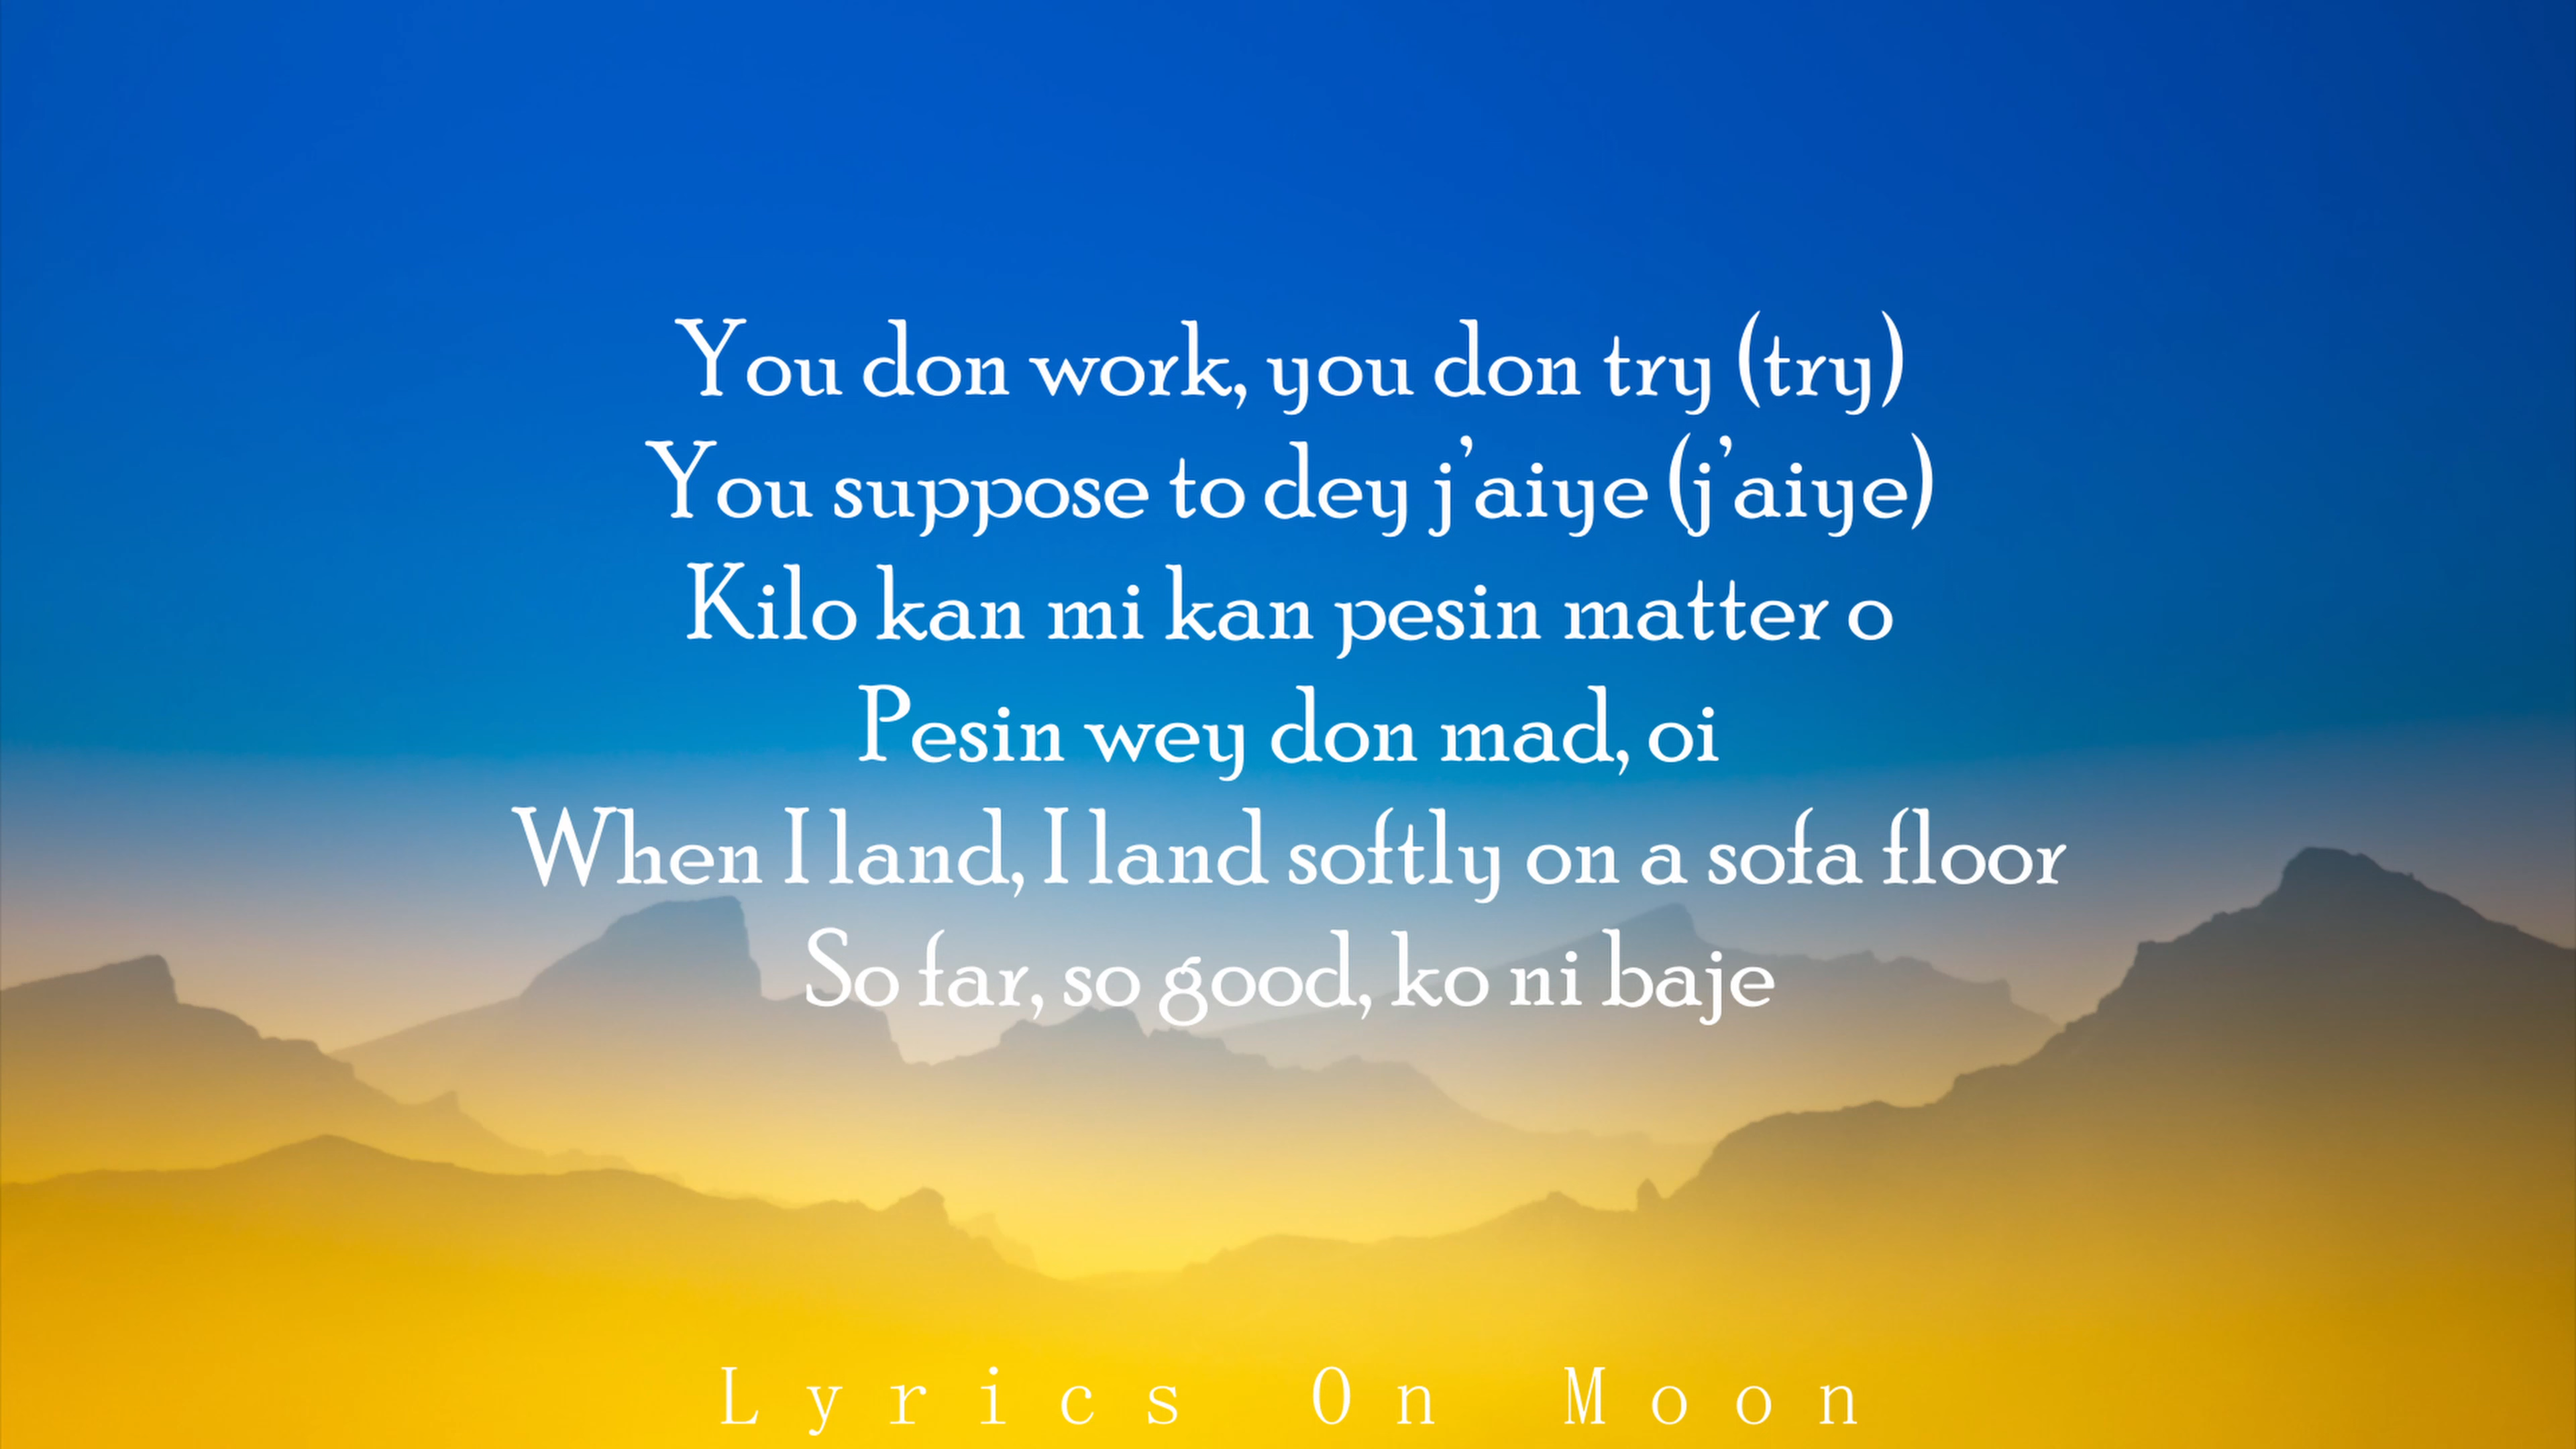 You don work, you don try (try)
You suppose to dey j’aiye (j’aiye)
Kilo kan mi kan pesin matter o
Pesin wey don mad, oi
When I land, I land softly on a sofa floor
So far, so good, ko ni baje
Lyrics On Moon